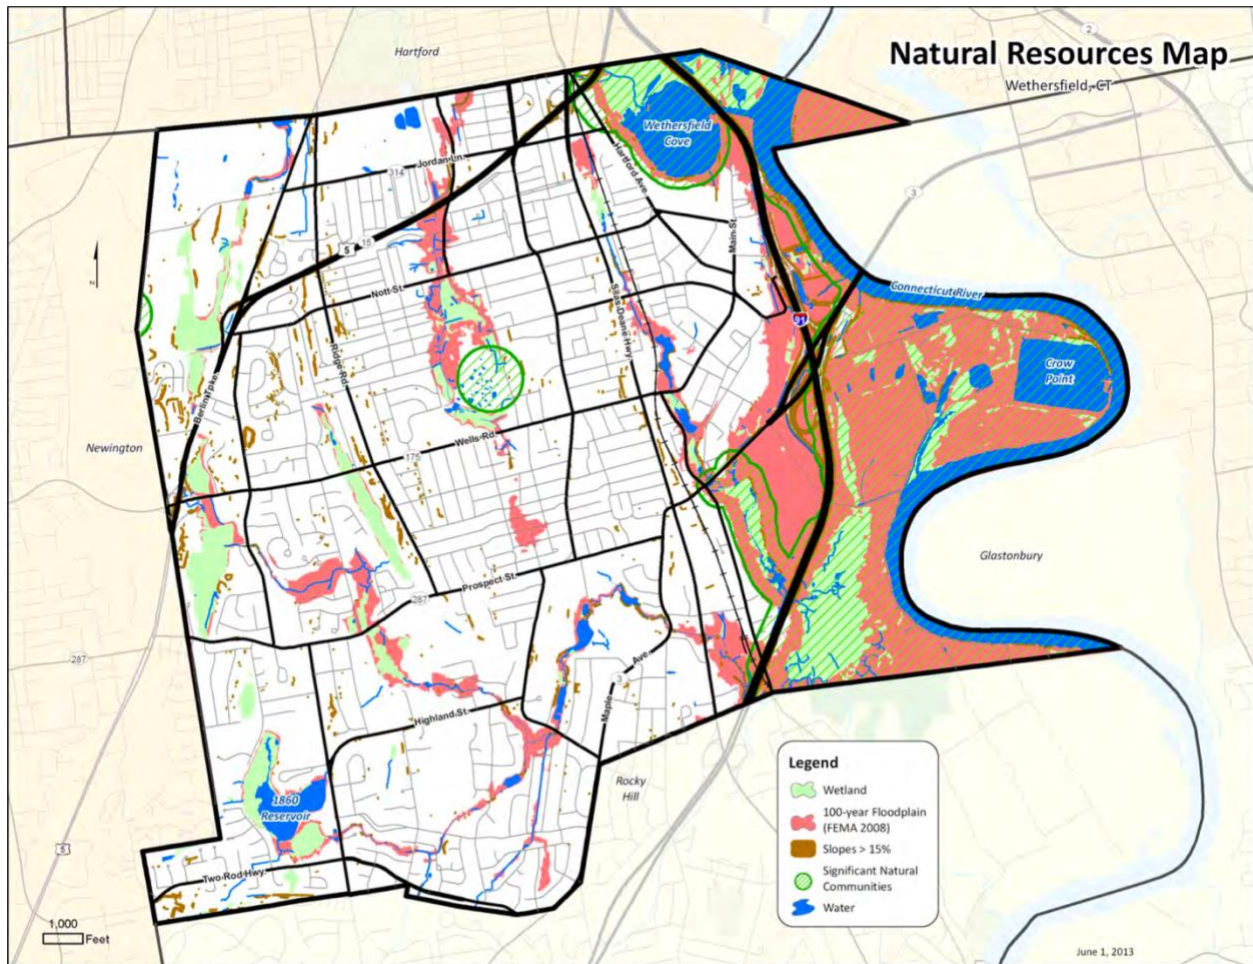 Natural Resources Map
Wethersfield, CT
Hartford
2
Wethersfield
Cove
Jordan Ln.
314
Hartford Ave.
3
5
15
Main St.
Nott St.
Connecticut River
Silas Deane Hwy.
91
Ridge Rd.
Berlin Tpke.
Crow
Point
Newington
Wells Rd.
175
Glastonbury
Prospect St.
287
287
Maple Ave.
3
Highland St.
Rocky
Hill
1860
Reservoir
5
Two Rod Hwy.
Legend
Wetland
100-year Floodplain
(FEMA 2008)
Slopes > 15%
Significant Natural
Communities
Water
1,000
Feet
June 1, 2013